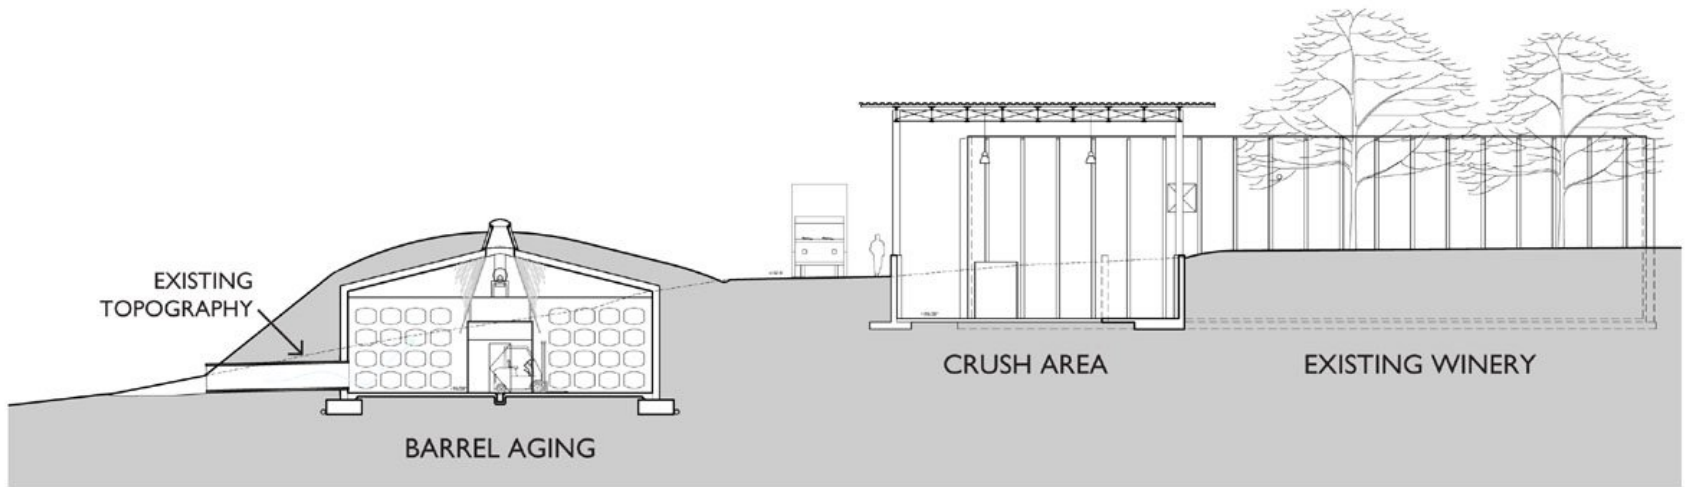 EXISTING
TOPOGRAPHY
CRUSH AREA
EXISTING WINERY
BARREL AGING